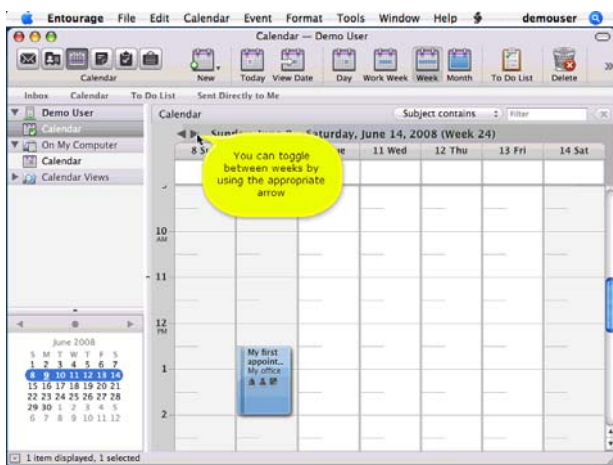 Entourage File Edit Calendar Event Format Tools Window Help demouser
Calendar — Demo User
Calendar New Today View Date Day Work Week Week Month To Do List Delete
Inbox Calendar To Do List Sent Directly to Me
Demo User
Calendar
On My Computer
Calendar
Calendar Views
Calendar Subject contains Filter
Saturday, June 14, 2008 (Week 24)
11 Wed 12 Thu 13 Fri 14 Sat
You can toggle
between weeks by
using the appropriate
arrow
10
AM
11
12
PM
1
2
My first
appoint...
My office
June 2008
S M T W T F S
1 2 3 4 5 6 7
8 9 10 11 12 13 14
15 16 17 18 19 20 21
22 23 24 25 26 27 28
29 30 1 2 3 4 5
6 7 8 9 10 11 12
1 item displayed, 1 selected